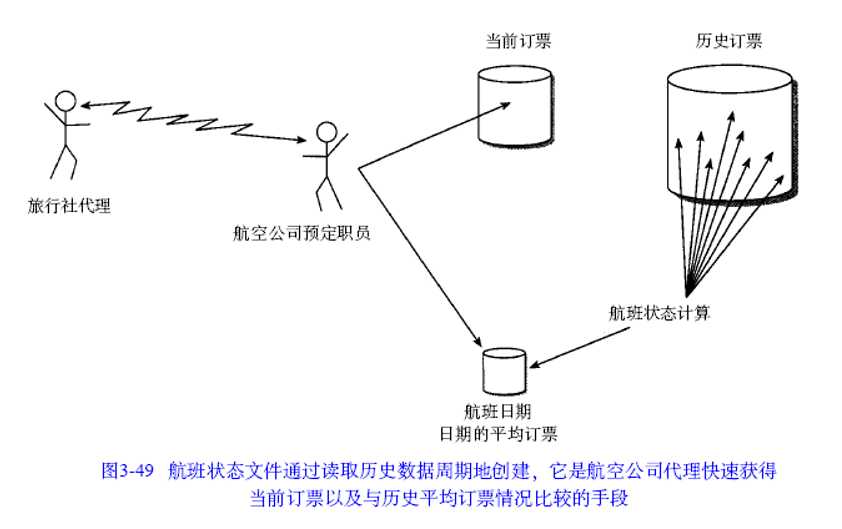 当前订票
历史订票
旅行社代理
航空公司预定职员
航班状态计算
航班日期
日期的平均订票
图3-49 航班状态文件通过读取历史数据周期地创建，它是航空公司代理快速获得
当前订票以及与历史平均订票情况比较的手段